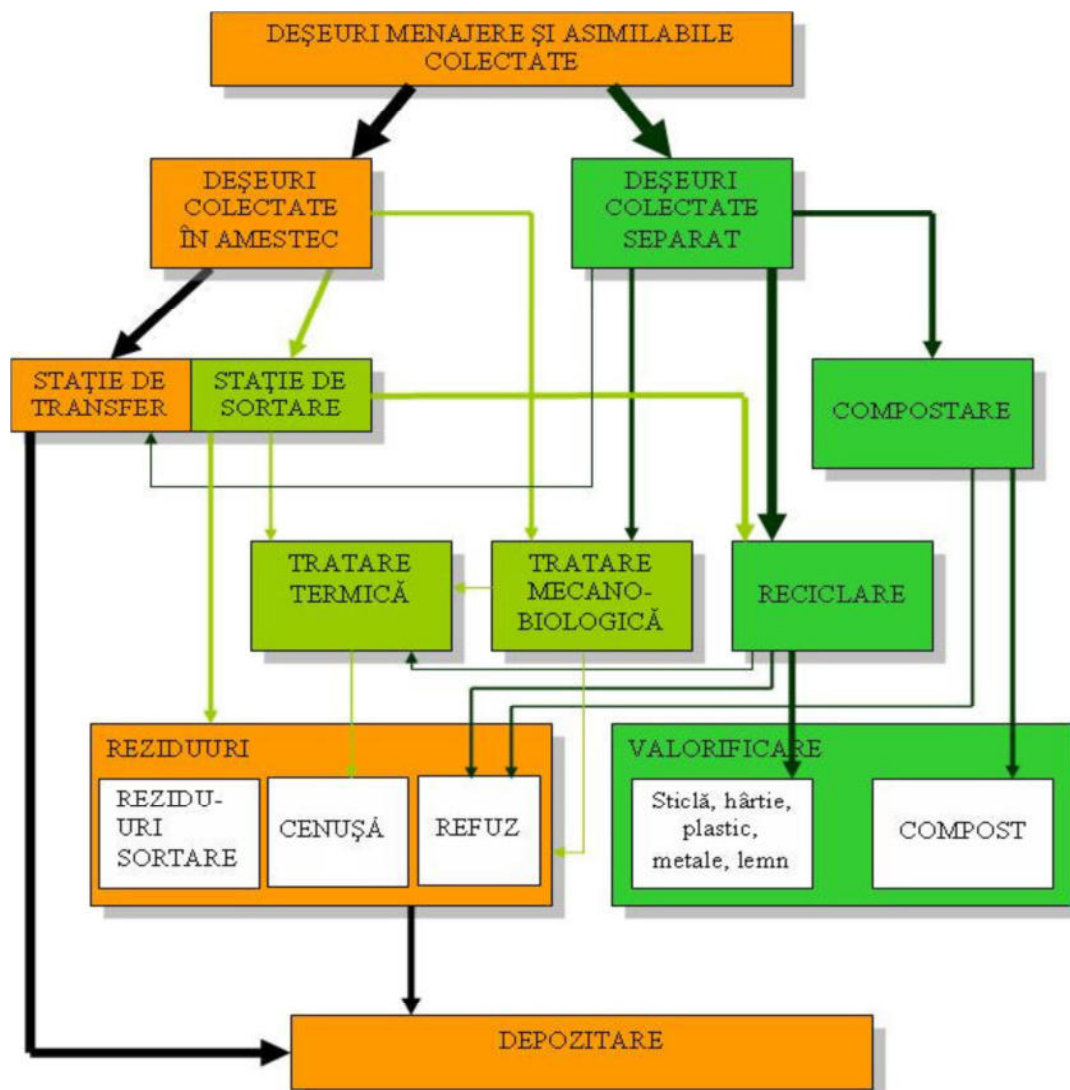 DEŞEURI MENAJERE ŞI ASIMILABILE
COLECTATE
DEŞEURI
COLECTATE
ÎN AMESTEC
DEŞEURI
COLECTATE
SEPARAT
STAŢIE DE
TRANSFER
STAŢIE DE
SORTARE
COMPOSTARE
TRATARE
TERMICĂ
TRATARE
MECANO-
BIOLOGICĂ
RECICLARE
REZIDUURI
REZIDU-
URI
SORTARE
CENUŞĂ
REFUZ
VALORIFICARE
Sticlă, hârtie,
plastic,
metale, lemn
COMPOST
DEPOZITARE